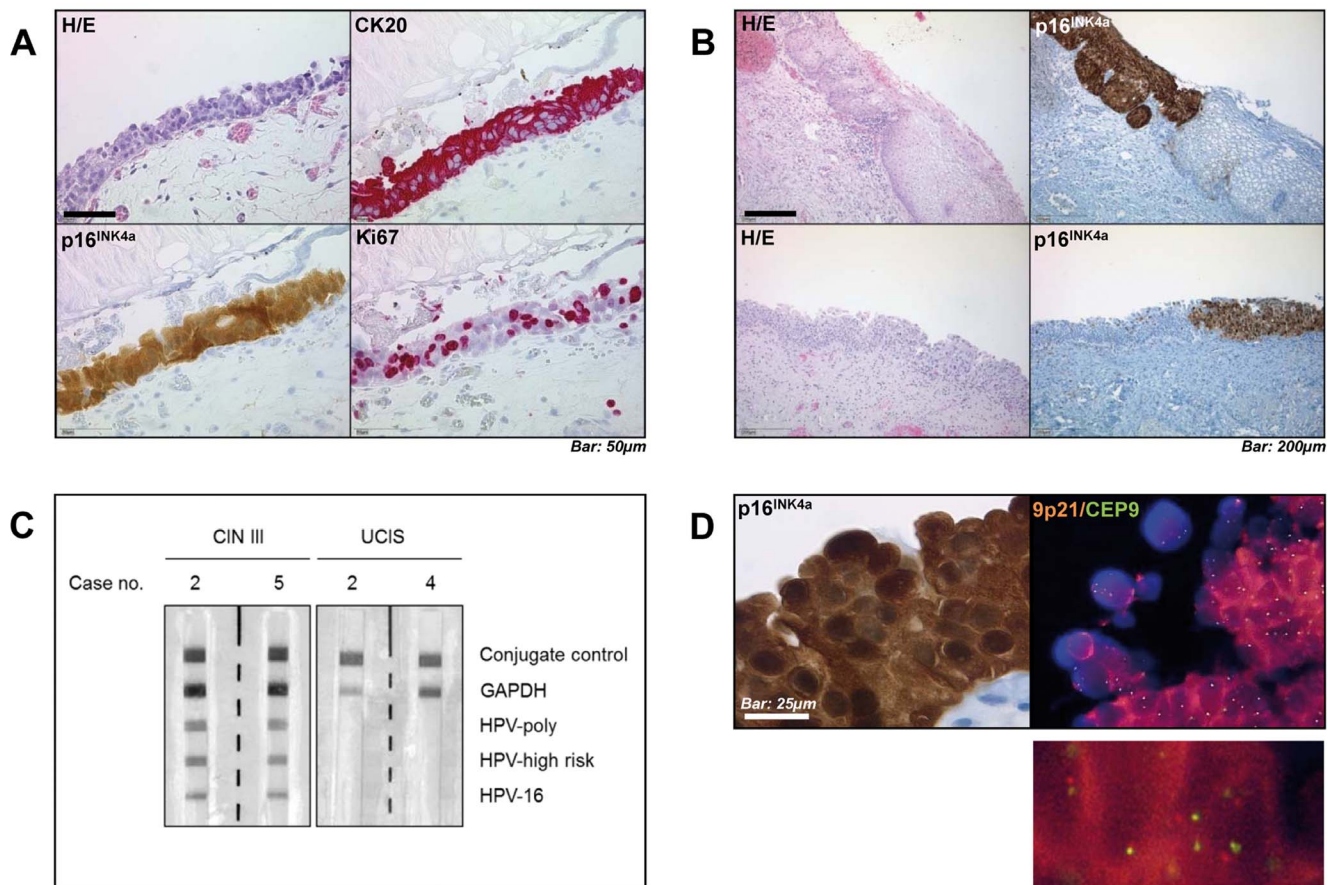 A
H/E
CK20
p16INK4a
Ki67
Bar: 50µm
B
H/E
p16INK4a
H/E
p16INK4a
Bar: 200µm
C
CIN III
UCIS
Case no.
2
5
2
4
Conjugate control
GAPDH
HPV-poly
HPV-high risk
HPV-16
D
p16INK4a
Bar: 25µm
9p21/CEP9